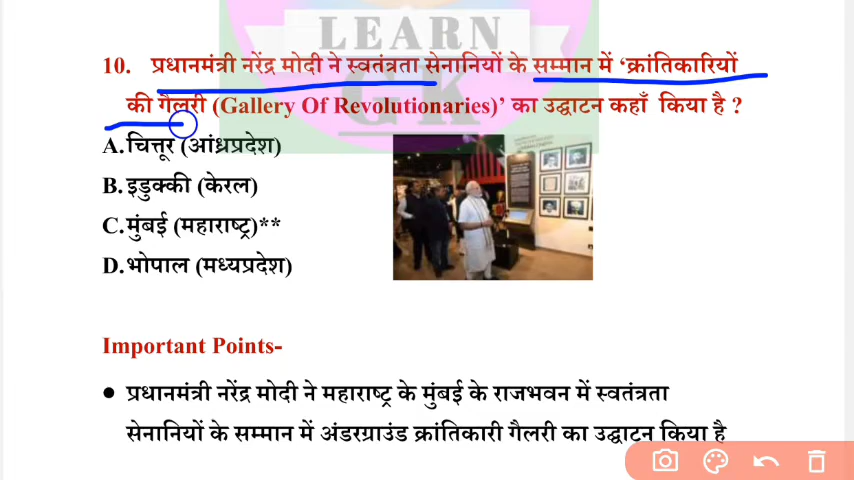 LEARN
GK
10. प्रधानमंत्री नरेंद्र मोदी ने स्वतंत्रता सेनानियों के सम्मान में ‘क्रांतिकारियों
की गैलरी (Gallery Of Revolutionaries)’ का उद्घाटन कहाँ किया है ?
A.चित्तूर (आंध्रप्रदेश)
B.इडुक्की (केरल)
C.मुंबई (महाराष्ट्र)**
D.भोपाल (मध्यप्रदेश)
Important Points-
● प्रधानमंत्री नरेंद्र मोदी ने महाराष्ट्र के मुंबई के राजभवन में स्वतंत्रता
सेनानियों के सम्मान में अंडरग्राउंड क्रांतिकारी गैलरी का उद्घाटन किया है